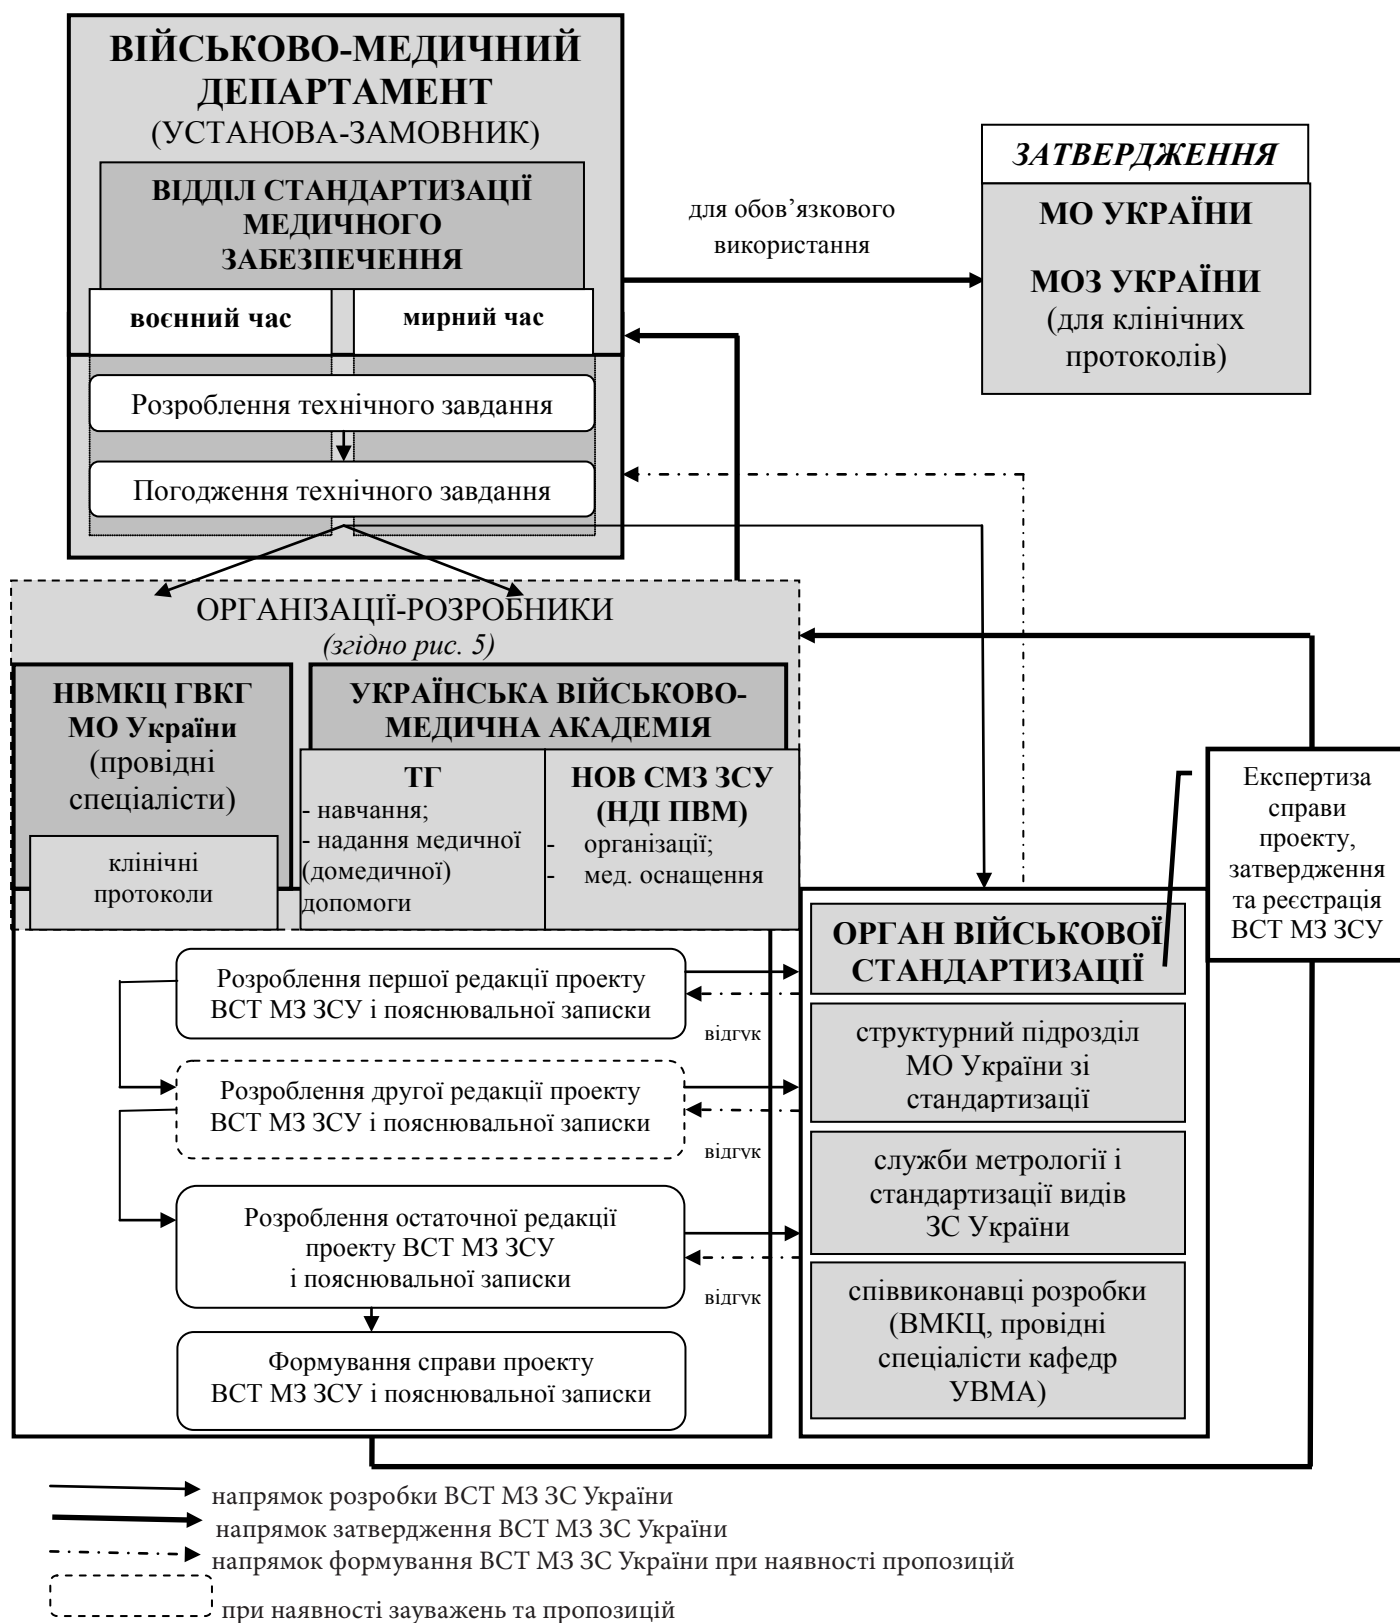 ВІЙСЬКОВО-МЕДИЧНИЙ
ДЕПАРТАМЕНТ
(УСТАНОВА-ЗАМОВНИК)
ВІДДІЛ СТАНДАРТИЗАЦІЇ
МЕДИЧНОГО
ЗАБЕЗПЕЧЕННЯ
воєнний час
мирний час
Розроблення технічного завдання
Погодження технічного завдання
для обов’язкового
використання
ЗАТВЕРДЖЕННЯ
МО УКРАЇНИ
МОЗ УКРАЇНИ
(для клінічних
протоколів)
ОРГАНІЗАЦІЇ-РОЗРОБНИКИ
(згідно рис. 5)
НВМКЦ ГВКГ
МО України
(провідні
спеціалісти)
клінічні
протоколи
УКРАЇНСЬКА ВІЙСЬКОВО-
МЕДИЧНА АКАДЕМІЯ
ТГ
- навчання;
- надання медичної
(домедичної)
допомоги
НОВ СМЗ ЗСУ
(НДІ ПВМ)
- організації;
- мед. оснащення
Експертиза
справи
проекту,
затвердження
та реєстрація
ВСТ МЗ ЗСУ
Розроблення першої редакції проекту
ВСТ МЗ ЗСУ і пояснювальної записки
відгук
Розроблення другої редакції проекту
ВСТ МЗ ЗСУ і пояснювальної записки
відгук
Розроблення остаточної редакції
проекту ВСТ МЗ ЗСУ
і пояснювальної записки
відгук
Формування справи проекту
ВСТ МЗ ЗСУ і пояснювальної записки
ОРГАН ВІЙСЬКОВОЇ
СТАНДАРТИЗАЦІЇ
структурний підрозділ
МО України зі
стандартизації
служби метрології і
стандартизації видів
ЗС України
співвиконавці розробки
(ВМКЦ, провідні
спеціалісти кафедр
УВМА)
напрямок розробки ВСТ МЗ ЗС України
напрямок затвердження ВСТ МЗ ЗС України
напрямок формування ВСТ МЗ ЗС України при наявності пропозицій
при наявності зауважень та пропозицій